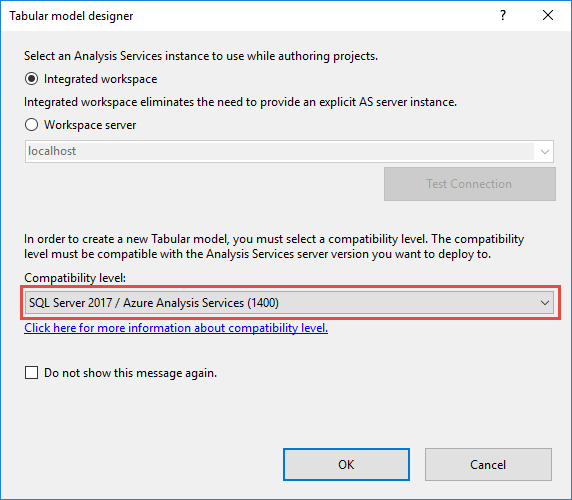 Tabular model designer
Select an Analysis Services instance to use while authoring projects.
Integrated workspace
Integrated workspace eliminates the need to provide an explicit AS server instance.
Workspace server
localhost
Test Connection
In order to create a new Tabular model, you must select a compatibility level. The compatibility
level must be compatible with the Analysis Services server version you want to deploy to.
Compatibility level:
SQL Server 2017 / Azure Analysis Services (1400)
Click here for more information about compatibility level.
Do not show this message again.
OK
Cancel